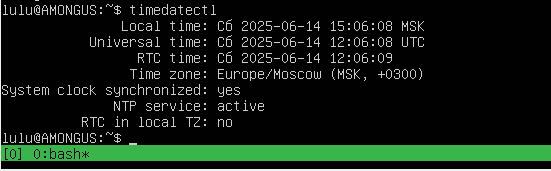 lulu@AMONGUS:~$ timedatectl
Local time: Сб 2025-06-14 15:06:08 MSK
Universal time: Сб 2025-06-14 12:06:08 UTC
RTC time: Сб 2025-06-14 12:06:09
Time zone: Europe/Moscow (MSK, +0300)
System clock synchronized: yes
NTP service: active
RTC in local TZ: no
lulu@AMONGUS:~$ _
[0] 0:bash*